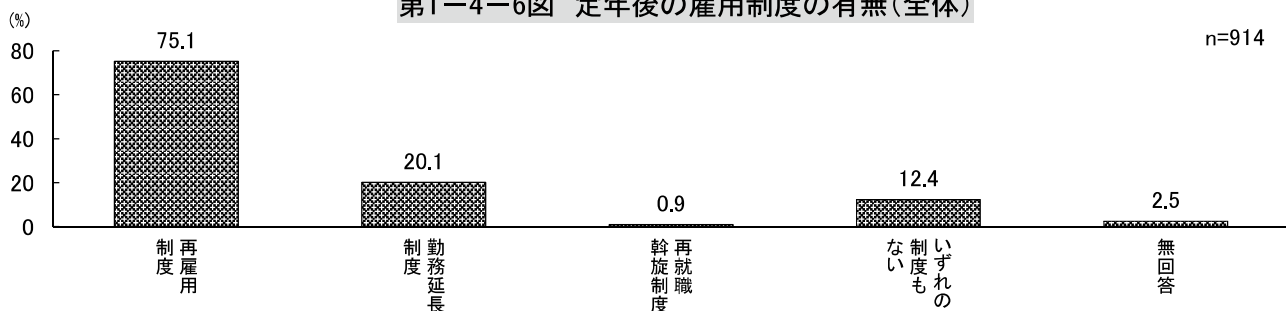 第1－4－6図 定年後の雇用制度の有無（全体）
(%)
n=914
80
60
40
20
0
75.1
20.1
0.9
12.4
2.5
再雇用
制度
勤務延長
制度
再就職
斡旋制度
いずれの
制度も
ない
無回答